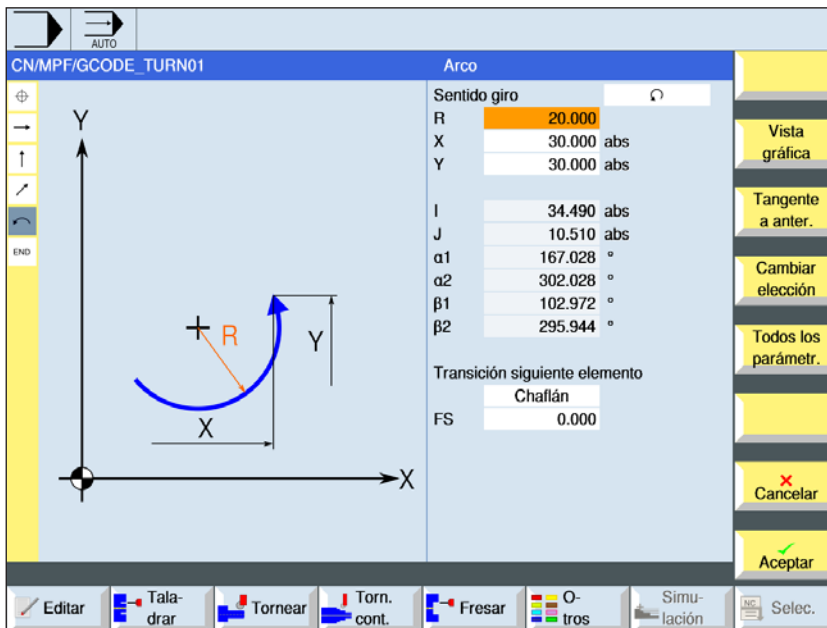 AUTO
CN/MPF/GCODE_TURN01
Arco
END
Y
R
Y
X
X
Sentido giro
R 20.000
X 30.000 abs
Y 30.000 abs
I 34.490 abs
J 10.510 abs
α1 167.028 °
α2 302.028 °
β1 102.972 °
β2 295.944 °
Transición siguiente elemento
Chaflán
FS 0.000
Vista
gráfica
Tangente
a anter.
Cambiar
elección
Todos los
parámetr.
Cancelar
Aceptar
Editar
Tala-
drar
Tornear
Torn.
cont.
Fresar
O-
tros
Simu-
lación
NC
Selec.